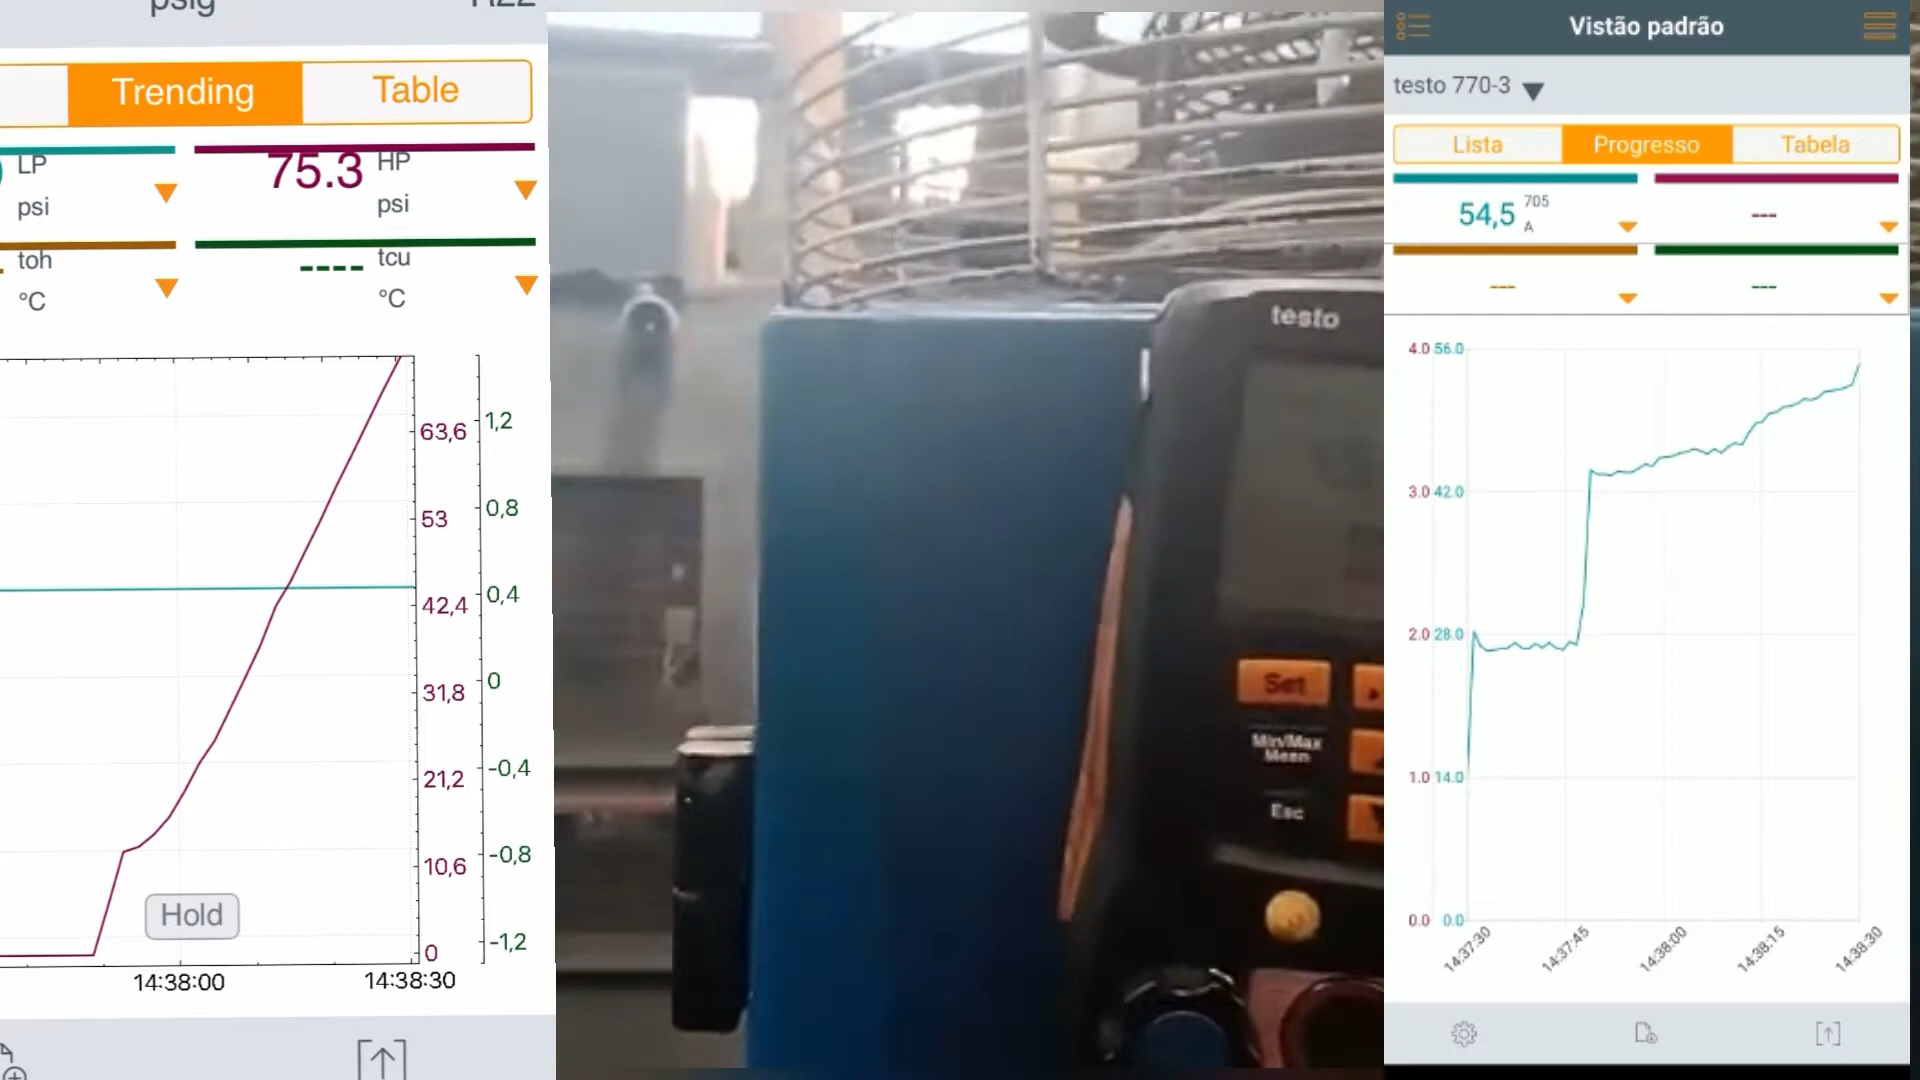 psig
Trending
Table
LP
psi
75.3
HP
psi
toh
°C
----
tcu
°C
63,6
53
42,4
31,8
21,2
10,6
0
1,2
0,8
0,4
0
-0,4
-0,8
-1,2
Hold
14:38:00
14:38:30
testo
Set
Min/Max
Mean
Esc
Vistão padrão
testo 770-3
Lista
Progresso
Tabela
54,5
705
A
---
---
---
4.0 56.0
3.0 42.0
2.0 28.0
1.0 14.0
0.0 0.0
14:37:30
14:37:45
14:38:00
14:38:15
14:38:30